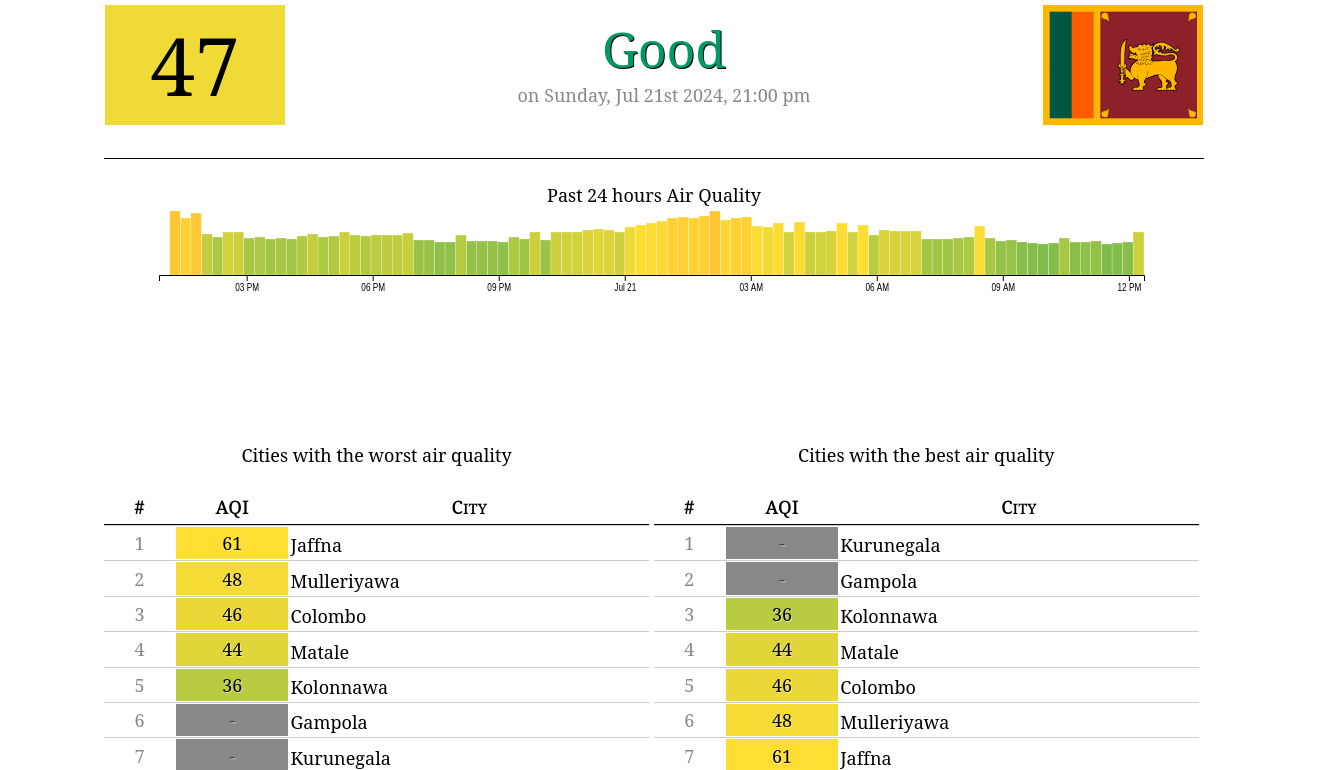 47
Good
on Sunday, Jul 21st 2024, 21:00 pm
Past 24 hours Air Quality
03 PM 06 PM 09 PM Jul 21 03 AM 06 AM 09 AM 12 PM
Cities with the worst air quality
# AQI City
1 61 Jaffna
2 48 Mulleriyawa
3 46 Colombo
4 44 Matale
5 36 Kolonnawa
6 - Gampola
7 - Kurunegala
Cities with the best air quality
# AQI City
1 - Kurunegala
2 - Gampola
3 36 Kolonnawa
4 44 Matale
5 46 Colombo
6 48 Mulleriyawa
7 61 Jaffna